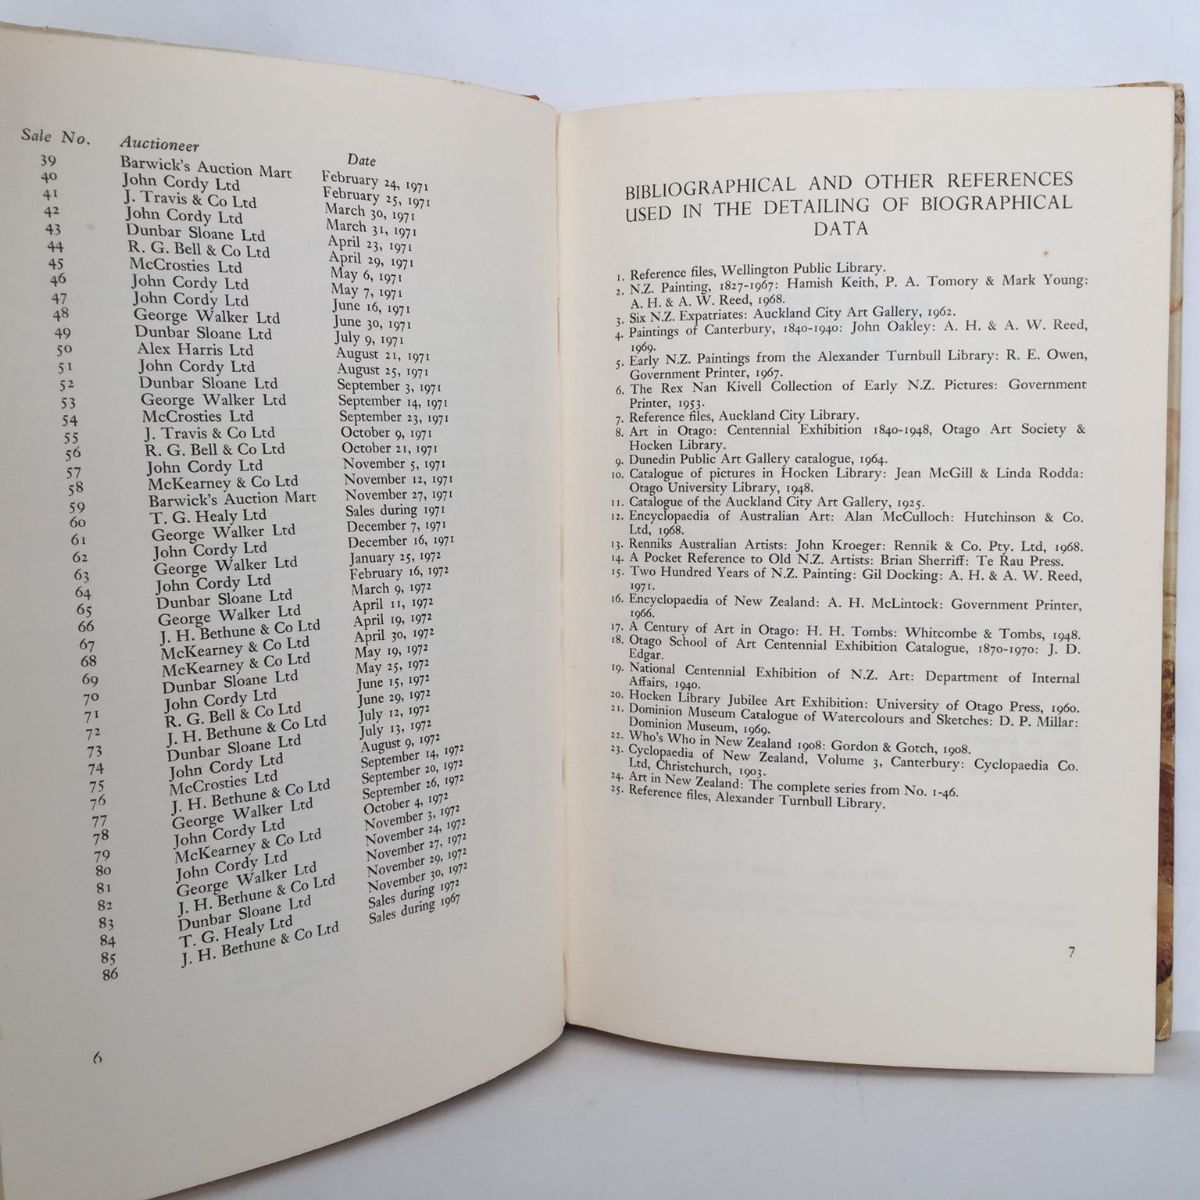 Sale No. Auctioneer Date
39 Barwick's Auction Mart February 24, 1971
40 John Cordy Ltd February 25, 1971
41 J. Travis & Co Ltd March 30, 1971
42 John Cordy Ltd March 31, 1971
43 Dunbar Sloane Ltd April 23, 1971
44 R. G. Bell & Co Ltd April 29, 1971
45 McCrosties Ltd May 6, 1971
46 John Cordy Ltd May 7, 1971
47 John Cordy Ltd June 16, 1971
48 George Walker Ltd June 30, 1971
49 Dunbar Sloane Ltd July 9, 1971
50 Alex Harris Ltd August 21, 1971
51 John Cordy Ltd August 25, 1971
52 Dunbar Sloane Ltd September 3, 1971
53 George Walker Ltd September 14, 1971
54 McCrosties Ltd September 23, 1971
55 J. Travis & Co Ltd October 9, 1971
56 R. G. Bell & Co Ltd October 21, 1971
57 John Cordy Ltd November 5, 1971
58 McKearney & Co Ltd November 12, 1971
59 Barwick's Auction Mart November 27, 1971
60 T. G. Healy Ltd Sales during 1971
61 George Walker Ltd December 7, 1971
62 John Cordy Ltd December 16, 1971
63 George Walker Ltd January 25, 1972
64 John Cordy Ltd February 16, 1972
65 Dunbar Sloane Ltd March 9, 1972
66 George Walker Ltd April 11, 1972
67 J. H. Bethune & Co Ltd April 19, 1972
68 McKearney & Co Ltd April 30, 1972
69 McKearney & Co Ltd May 19, 1972
70 Dunbar Sloane Ltd May 25, 1972
71 John Cordy Ltd June 15, 1972
72 R. G. Bell & Co Ltd June 29, 1972
73 J. H. Bethune & Co Ltd July 12, 1972
74 Dunbar Sloane Ltd July 13, 1972
75 John Cordy Ltd August 9, 1972
76 McCrosties Ltd September 14, 1972
77 J. H. Bethune & Co Ltd September 20, 1972
78 George Walker Ltd September 26, 1972
79 John Cordy Ltd October 4, 1972
80 McKearney & Co Ltd November 3, 1972
81 John Cordy Ltd November 24, 1972
82 George Walker Ltd November 27, 1972
83 J. H. Bethune & Co Ltd November 29, 1972
84 Dunbar Sloane Ltd November 30, 1972
85 T. G. Healy Ltd Sales during 1972
86 J. H. Bethune & Co Ltd Sales during 1967
6
BIBLIOGRAPHICAL AND OTHER REFERENCES
USED IN THE DETAILING OF BIOGRAPHICAL
DATA
1. Reference files, Wellington Public Library.
2. N.Z. Painting, 1827-1967: Hamish Keith, P. A. Tomory & Mark Young:
A. H. & A. W. Reed, 1968.
3. Six N.Z. Expatriates: Auckland City Art Gallery, 1962.
4. Paintings of Canterbury, 1840-1940: John Oakley: A. H. & A. W. Reed,
1969.
5. Early N.Z. Paintings from the Alexander Turnbull Library: R. E. Owen,
Government Printer, 1967.
6. The Rex Nan Kivell Collection of Early N.Z. Pictures: Government
Printer, 1953.
7. Reference files, Auckland City Library.
8. Art in Otago: Centennial Exhibition 1840-1948, Otago Art Society &
Hocken Library.
9. Dunedin Public Art Gallery catalogue, 1964.
10. Catalogue of pictures in Hocken Library: Jean McGill & Linda Rodda:
Otago University Library, 1948.
11. Catalogue of the Auckland City Art Gallery, 1925.
12. Encyclopaedia of Australian Art: Alan McCulloch: Hutchinson & Co.
Ltd, 1968.
13. Renniks Australian Artists: John Kroeger: Rennik & Co. Pty. Ltd, 1968.
14. A Pocket Reference to Old N.Z. Artists: Brian Sherriff: Te Rau Press.
15. Two Hundred Years of N.Z. Painting: Gil Docking: A. H. & A. W. Reed,
1971.
16. Encyclopaedia of New Zealand: A. H. McLintock: Government Printer,
1966.
17. A Century of Art in Otago: H. H. Tombs: Whitcombe & Tombs, 1948.
18. Otago School of Art Centennial Exhibition Catalogue, 1870-1970: J. D.
Edgar.
19. National Centennial Exhibition of N.Z. Art: Department of Internal
Affairs, 1940.
20. Hocken Library Jubilee Art Exhibition: University of Otago Press, 1960.
21. Dominion Museum Catalogue of Watercolours and Sketches: D. P. Millar:
Dominion Museum, 1969.
22. Who's Who in New Zealand 1908: Gordon & Gotch, 1908.
23. Cyclopaedia of New Zealand, Volume 3, Canterbury: Cyclopaedia Co.
Ltd, Christchurch, 1903.
24. Art in New Zealand: The complete series from No. 1-46.
25. Reference files, Alexander Turnbull Library.
7